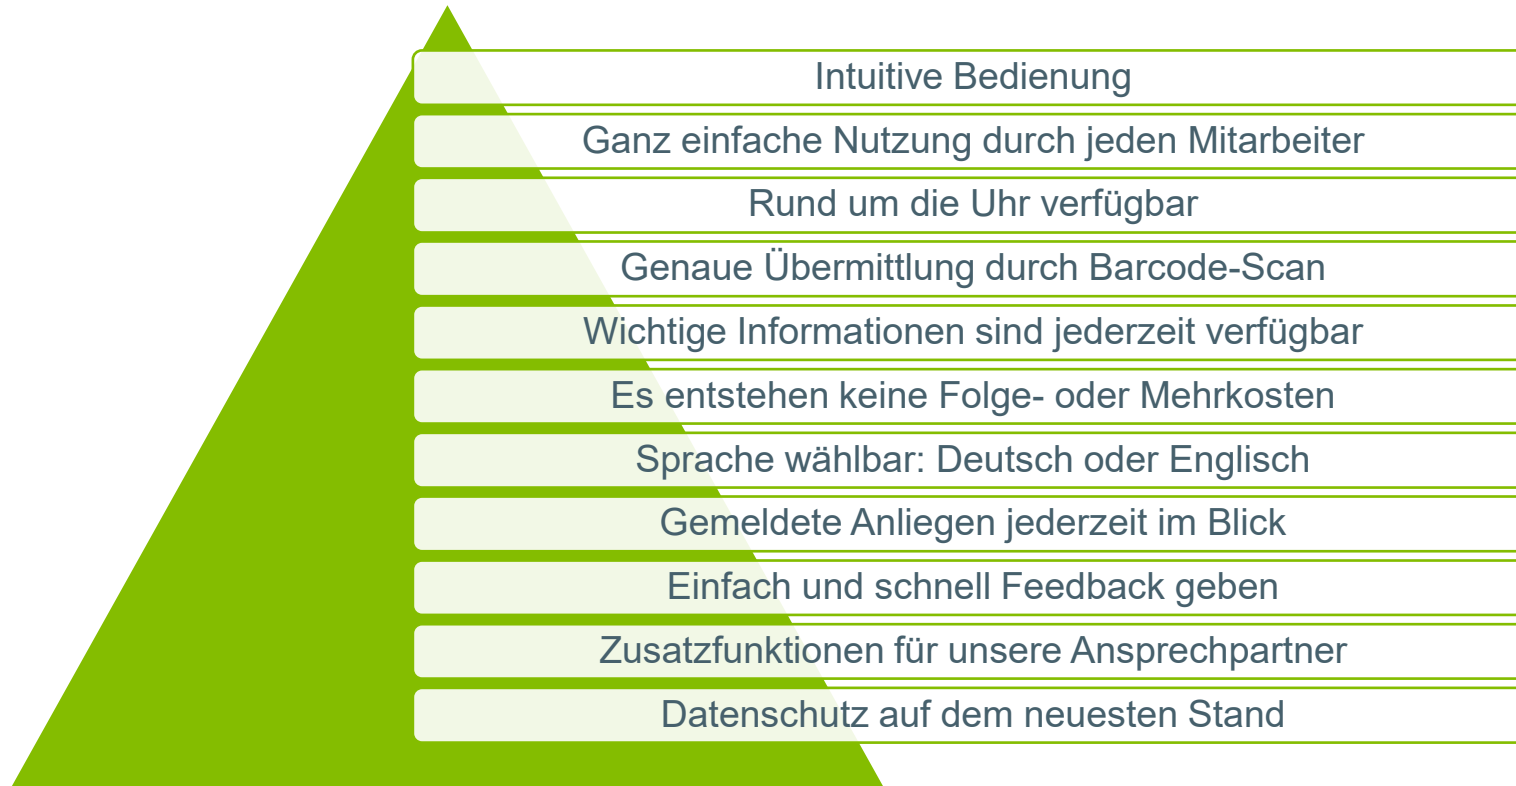 Intuitive Bedienung
Ganz einfache Nutzung durch jeden Mitarbeiter
Rund um die Uhr verfügbar
Genaue Übermittlung durch Barcode-Scan
Wichtige Informationen sind jederzeit verfügbar
Es entstehen keine Folge- oder Mehrkosten
Sprache wählbar: Deutsch oder Englisch
Gemeldete Anliegen jederzeit im Blick
Einfach und schnell Feedback geben
Zusatzfunktionen für unsere Ansprechpartner
Datenschutz auf dem neuesten Stand